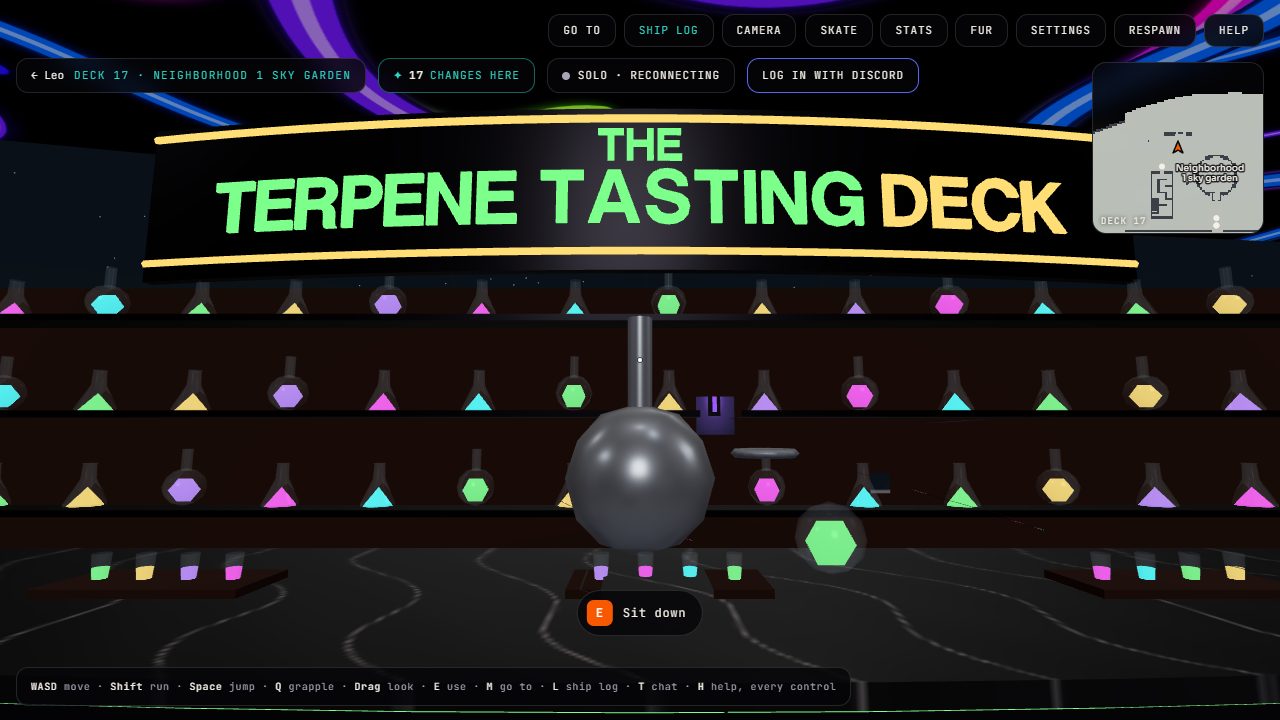 GO TO
SHIP LOG
CAMERA
SKATE
STATS
FUR
SETTINGS
RESPAWN
HELP
← Leo DECK 17 · NEIGHBORHOOD 1 SKY GARDEN
✦ 17 CHANGES HERE
SOLO · RECONNECTING
LOG IN WITH DISCORD
THE
TERPENE TASTING DECK
Neighborhood
1 sky garden
DECK 17
E Sit down
WASD move · Shift run · Space jump · Q grapple · Drag look · E use · M go to · L ship log · T chat · H help, every control